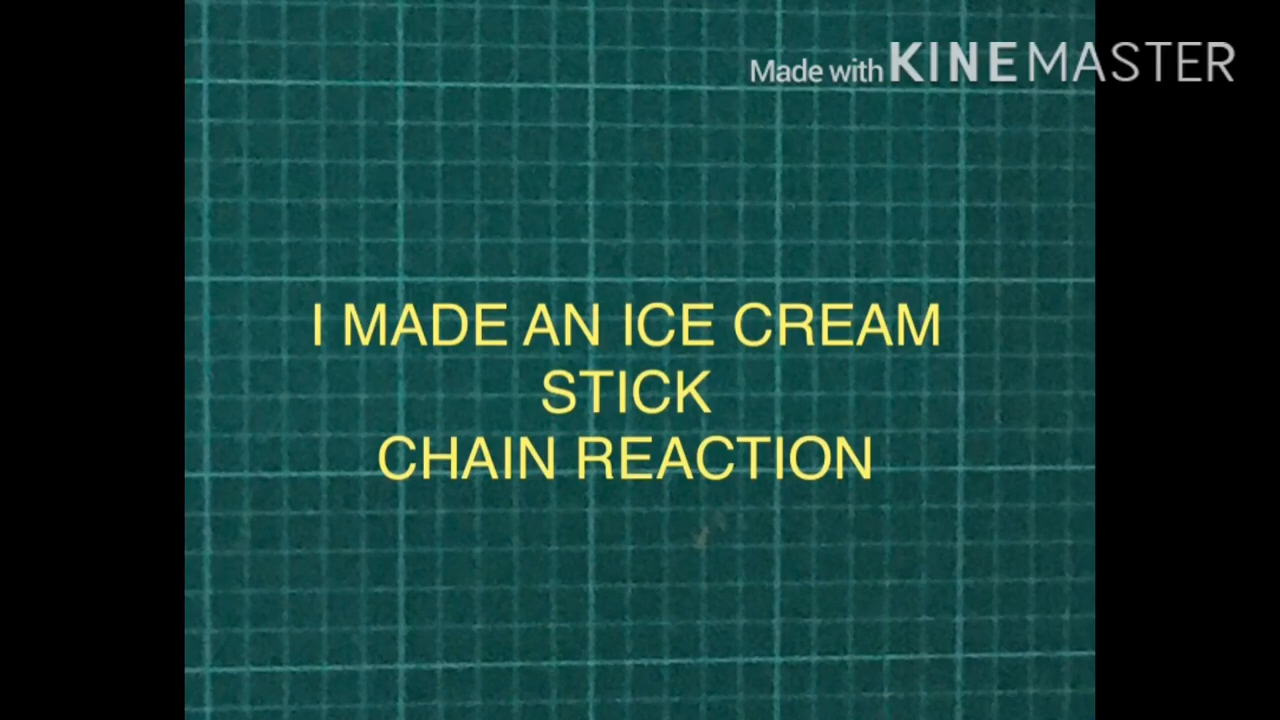 Made with KINEMASTER
I MADE AN ICE CREAM
STICK
CHAIN REACTION